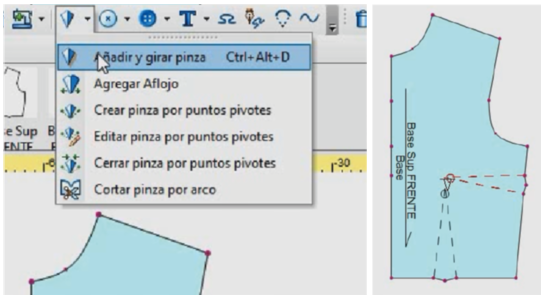 T
Añadir y girar pinza Ctrl+Alt+D
Agregar Aflojo
Crear pinza por puntos pivotes
Editar pinza por puntos pivotes
Cerrar pinza por puntos pivotes
Cortar pinza por arco
se Sup
30
Base Sup FRENTE
Base